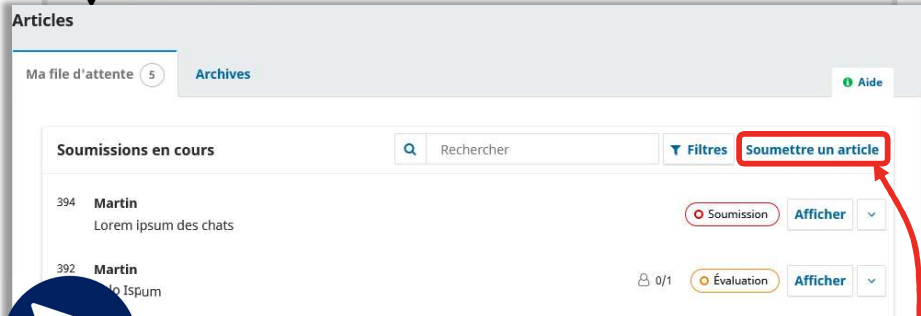 Articles
Ma file d'attente 5 Archives
Aide
Soumissions en cours Rechercher Filtres Soumettre un article
394 Martin Soumission Afficher
Lorem ipsum des chats
392 Martin 0/1 Évaluation Afficher
Ispum